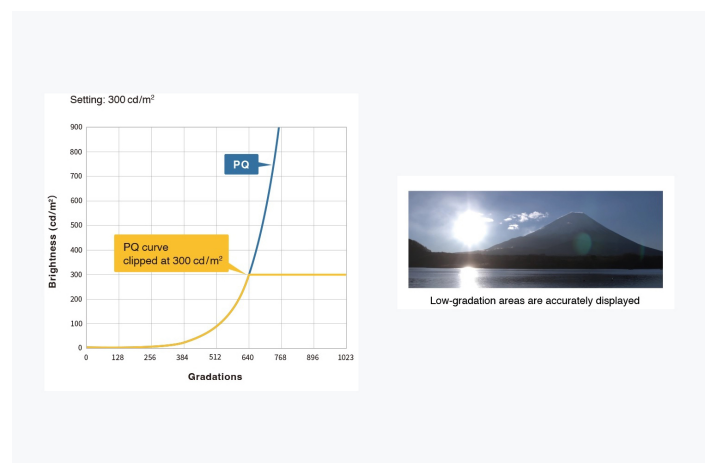 Setting: 300 cd/m²
900
800
700
600
500
400
300
200
100
0
Brightness (cd/m²)
PQ
PQ curve
clipped at 300 cd/m²
0 128 256 384 512 640 768 896 1023
Gradations
Low-gradation areas are accurately displayed